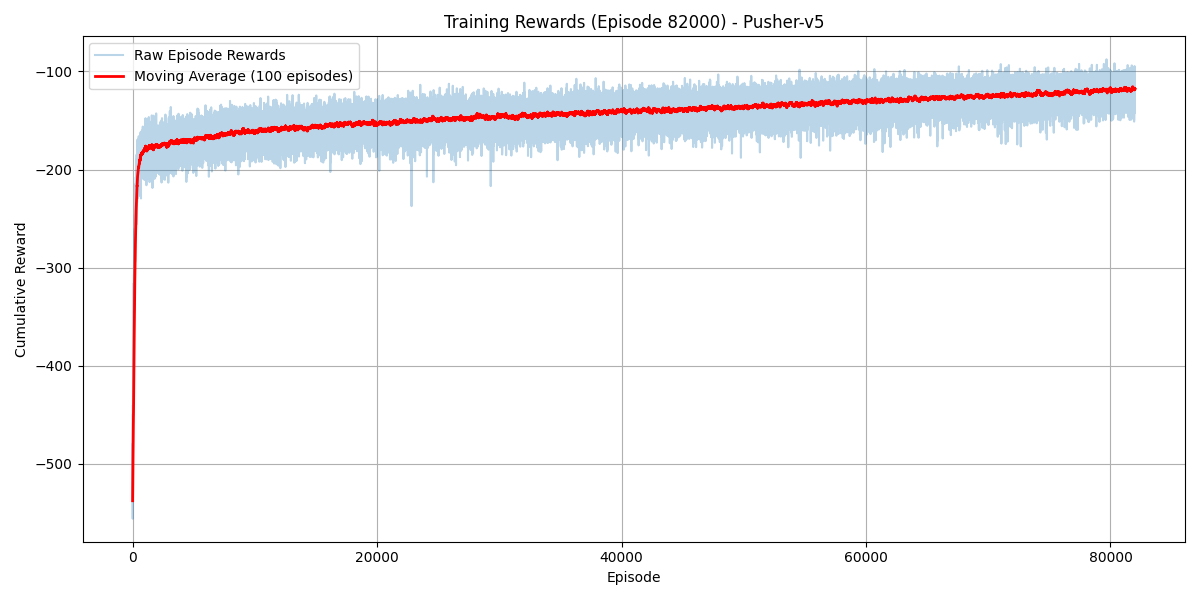 Training Rewards (Episode 82000) - Pusher-v5
Raw Episode Rewards
Moving Average (100 episodes)
Cumulative Reward
−100
−200
−300
−400
−500
0
20000
40000
60000
80000
Episode